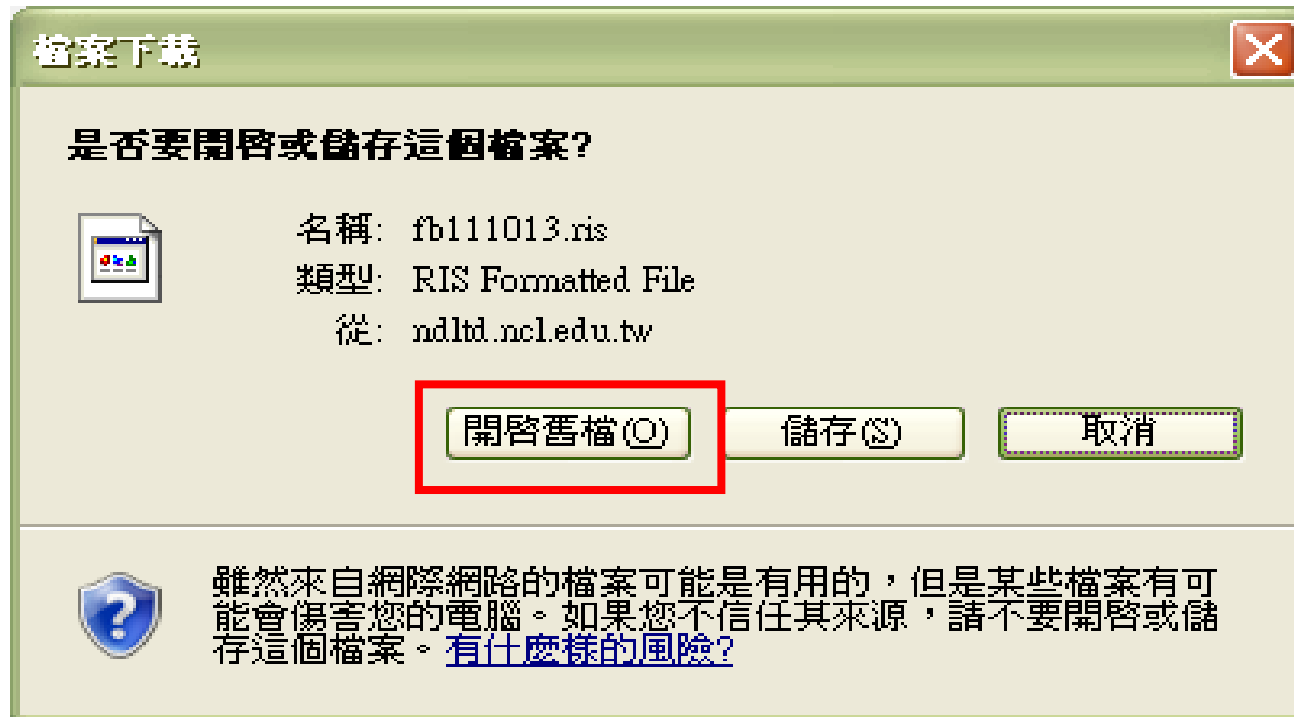 檔案下載
是否要開啓或儲存這個檔案?
名稱: fb111013.ris
類型: RIS Formatted File
從: ndltd.ncl.edu.tw
開啓舊檔(O) 儲存(S) 取消
雖然來自網際網路的檔案可能是有用的，但是某些檔案有可
能會傷害您的電腦。如果您不信任其來源，請不要開啓或儲
存這個檔案。有什麼樣的風險?